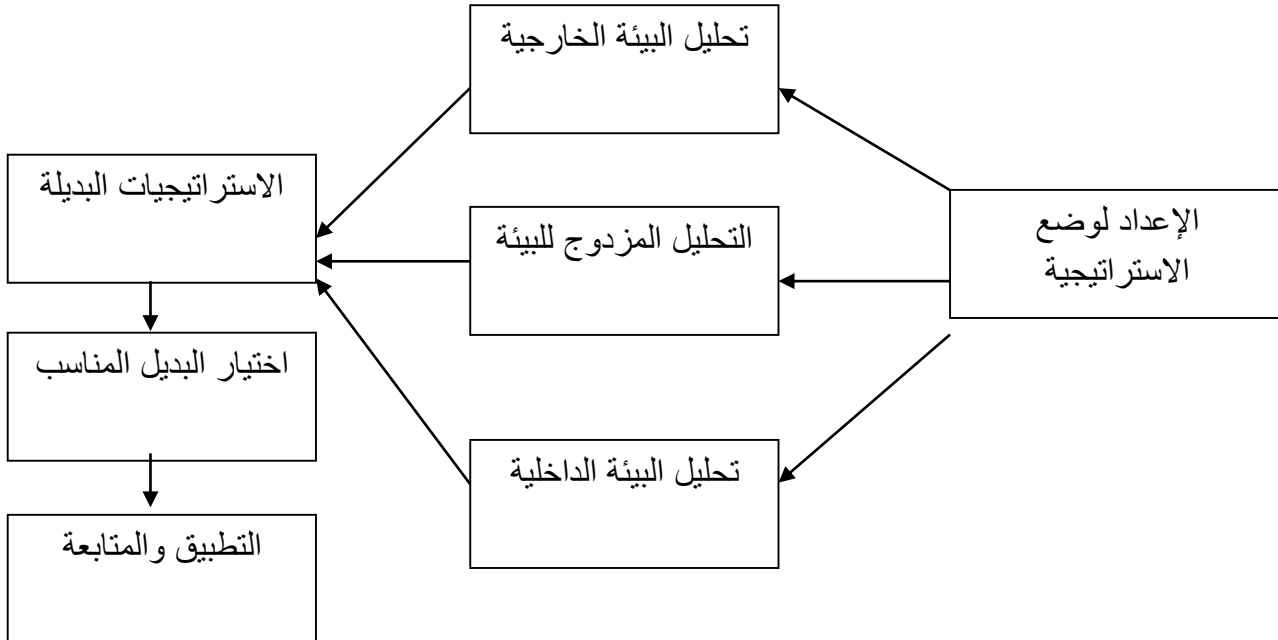 الإعداد لوضع
الاستراتيجية
تحليل البيئة الخارجية
التحليل المزدوج للبيئة
تحليل البيئة الداخلية
الاستراتيجيات البديلة
اختيار البديل المناسب
التطبيق والمتابعة